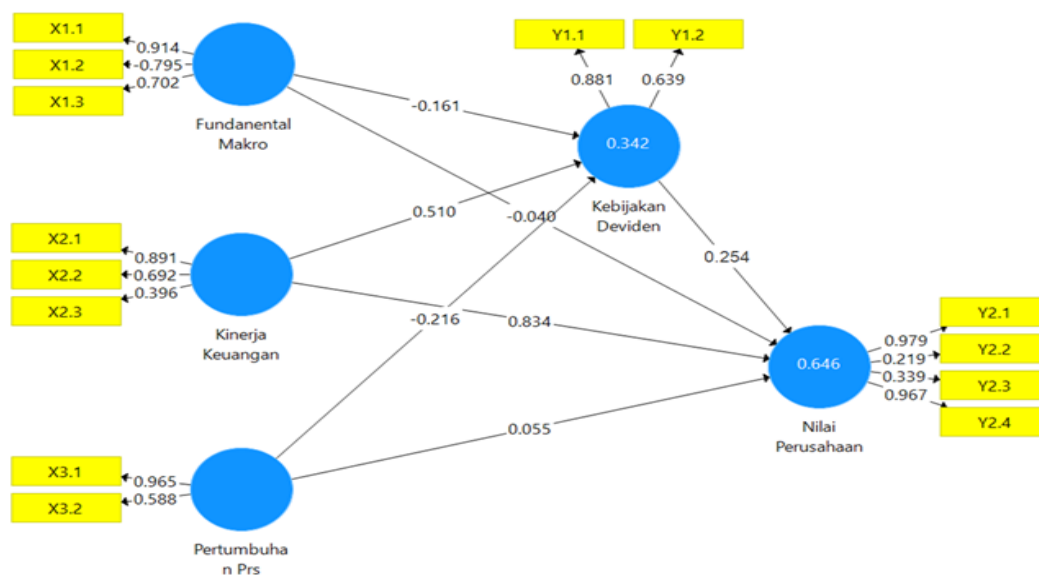 X1.1
X1.2
X1.3
0.914
-0.795
0.702
Fundanental
Makro
-0.161
-0.040
Y1.1
Y1.2
0.881
0.639
0.342
Kebijakan
Deviden
0.254
X2.1
X2.2
X2.3
0.891
0.692
0.396
Kinerja
Keuangan
0.510
0.834
X3.1
X3.2
0.965
0.588
Pertumbuha
n Prs
-0.216
0.055
0.646
Nilai
Perusahaan
0.979
0.219
0.339
0.967
Y2.1
Y2.2
Y2.3
Y2.4